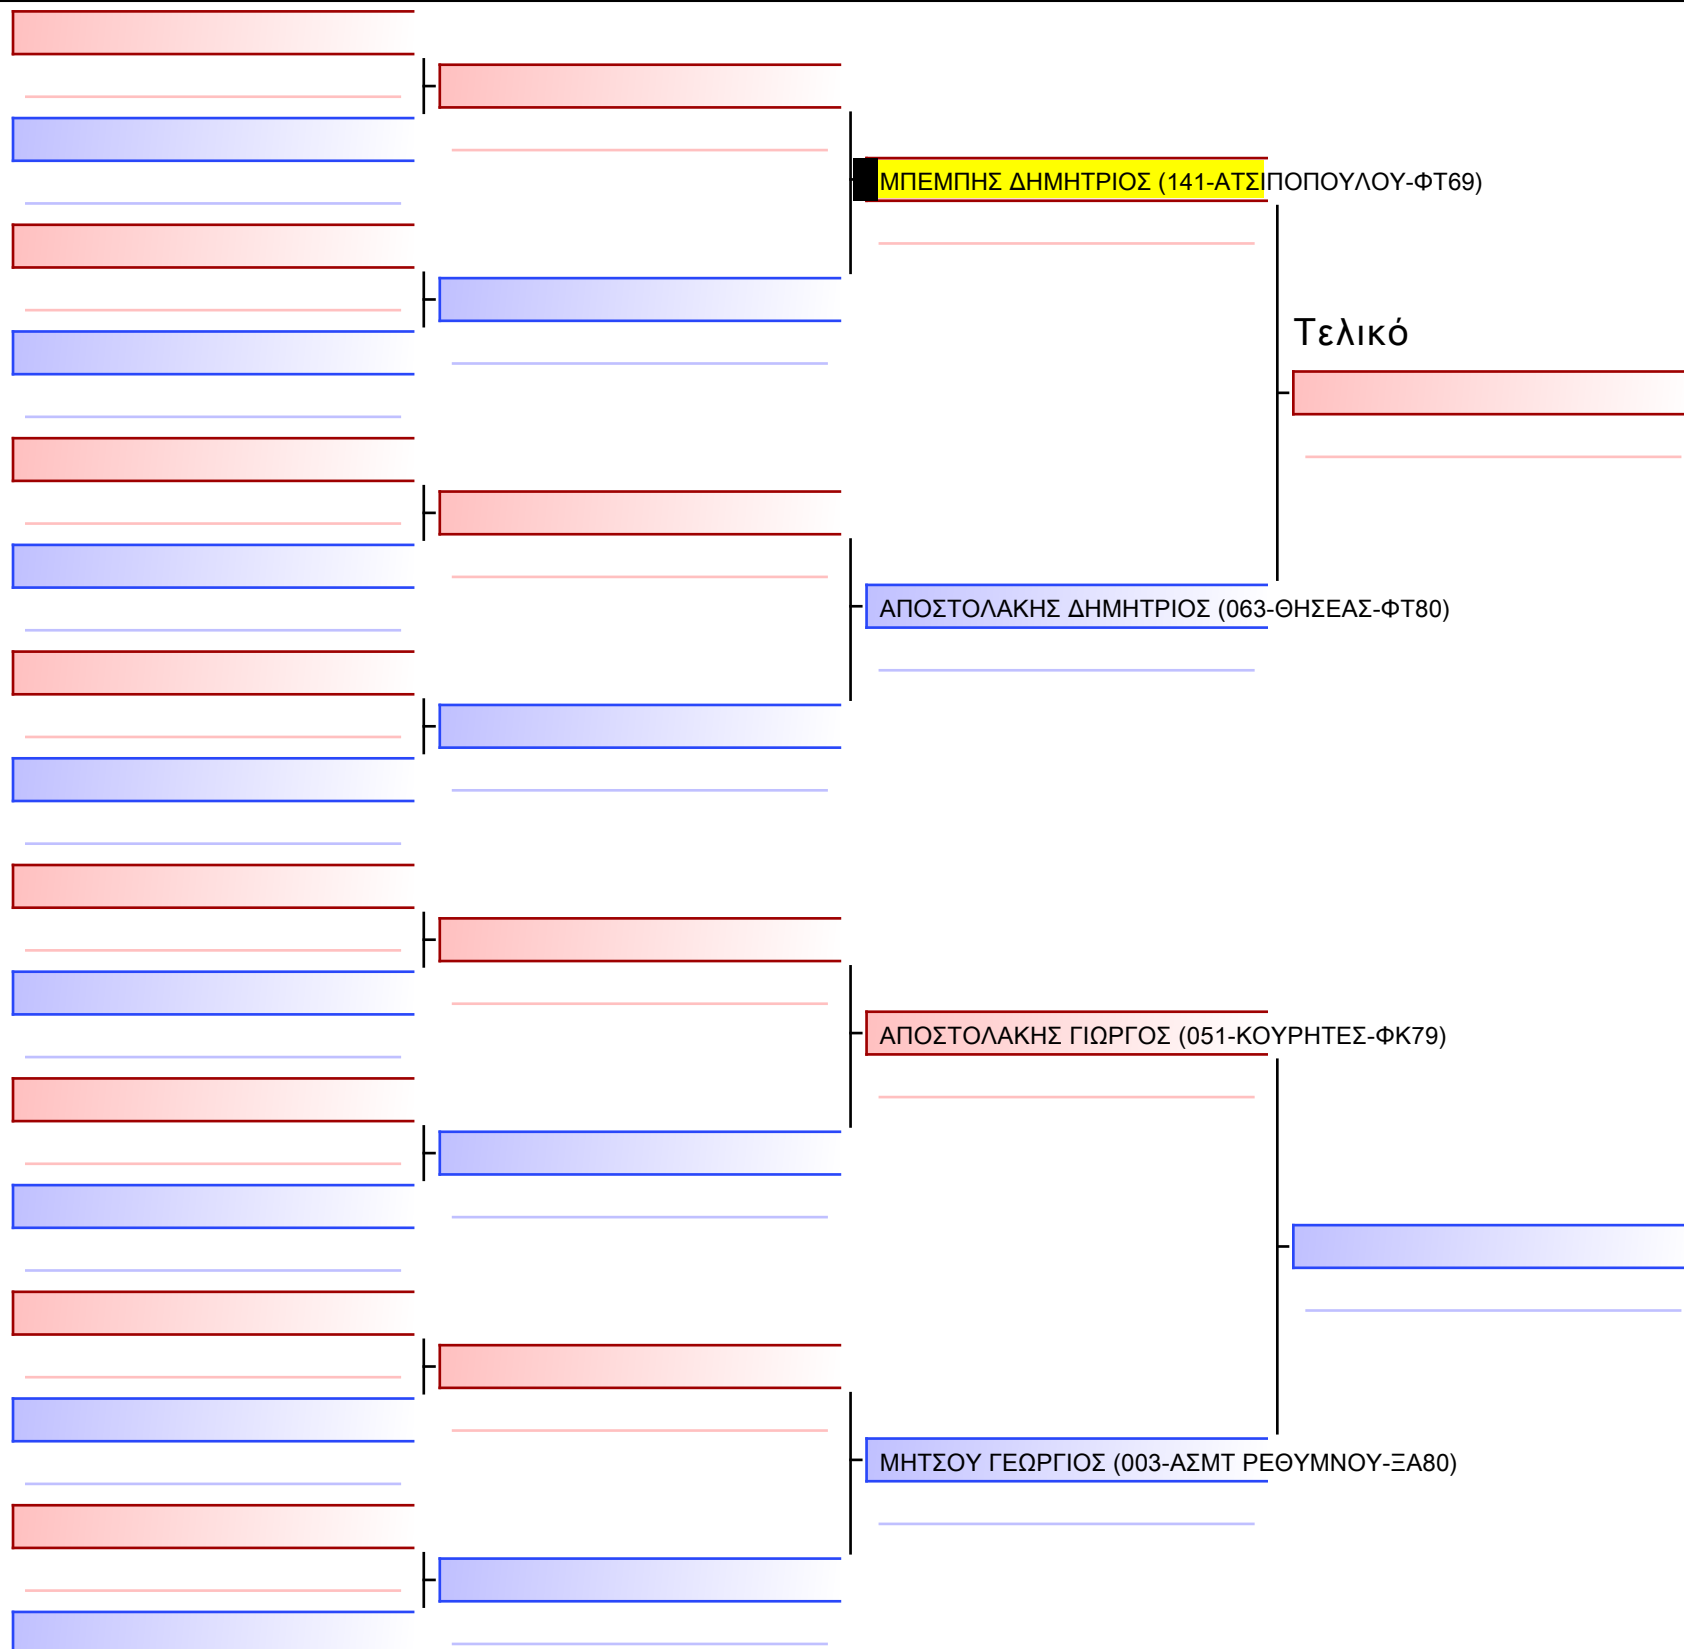 ΜΠΕΜΠΗΣ ΔΗΜΗΤΡΙΟΣ (141-ΑΤΣΙΠΟΠΟΥΛΟΥ-ΦΤ69)
Τελικό
ΑΠΟΣΤΟΛΑΚΗΣ ΔΗΜΗΤΡΙΟΣ (063-ΘΗΣΕΑΣ-ΦΤ80)
ΑΠΟΣΤΟΛΑΚΗΣ ΓΙΩΡΓΟΣ (051-ΚΟΥΡΗΤΕΣ-ΦΚ79)
ΜΗΤΣΟΥ ΓΕΩΡΓΙΟΣ (003-ΑΣΜΤ ΡΕΘΥΜΝΟΥ-ΞΑ80)